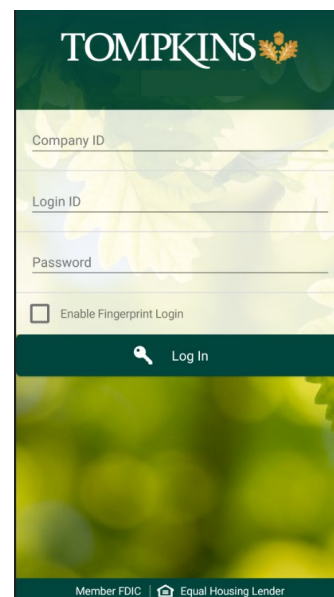 TOMPKINS
Company ID
Login ID
Password
Enable Fingerprint Login
Log In
Member FDIC | Equal Housing Lender